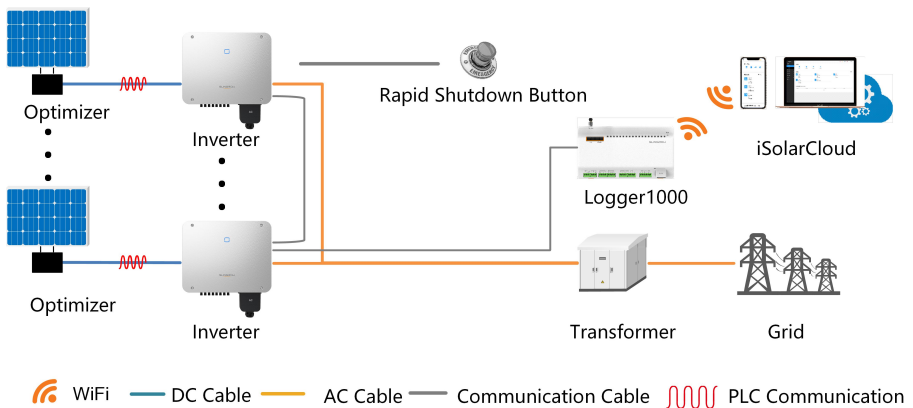 Optimizer
Inverter
Rapid Shutdown Button
iSolarCloud
Logger1000
Optimizer
Inverter
Transformer
Grid
WiFi
DC Cable
AC Cable
Communication Cable
PLC Communication